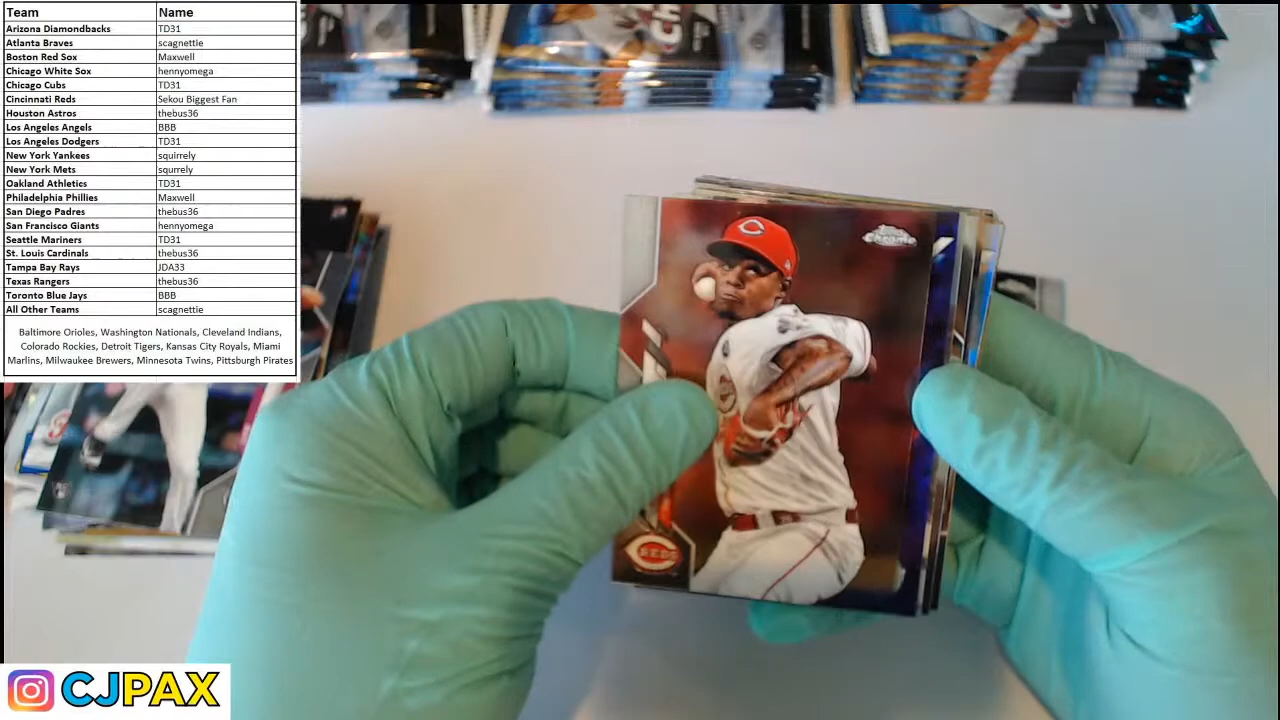 Team Name
Arizona Diamondbacks TD31
Atlanta Braves scagnettie
Boston Red Sox Maxwell
Chicago White Sox hennyomega
Chicago Cubs TD31
Cincinnati Reds Sekou Biggest Fan
Houston Astros thebus36
Los Angeles Angels BBB
Los Angeles Dodgers TD31
New York Yankees squirrely
New York Mets squrrely
Oakland Athletics TD31
Philadelphia Phillies Maxwell
San Diego Padres thebus36
San Francisco Giants hennyomega
Seattle Mariners TD31
St. Louis Cardinals thebus36
Tampa Bay Rays JDA33
Texas Rangers thebus36
Toronto Blue Jays BBB
All Other Teams scagnettie
Baltimore Orioles, Washington Nationals, Cleveland Indians,
Colorado Rockies, Detroit Tigers, Kansas City Royals, Miami
Marlins, Milwaukee Brewers, Minnesota Twins, Pittsburgh Pirates
Topps
Chrome
REDS
CJPAX